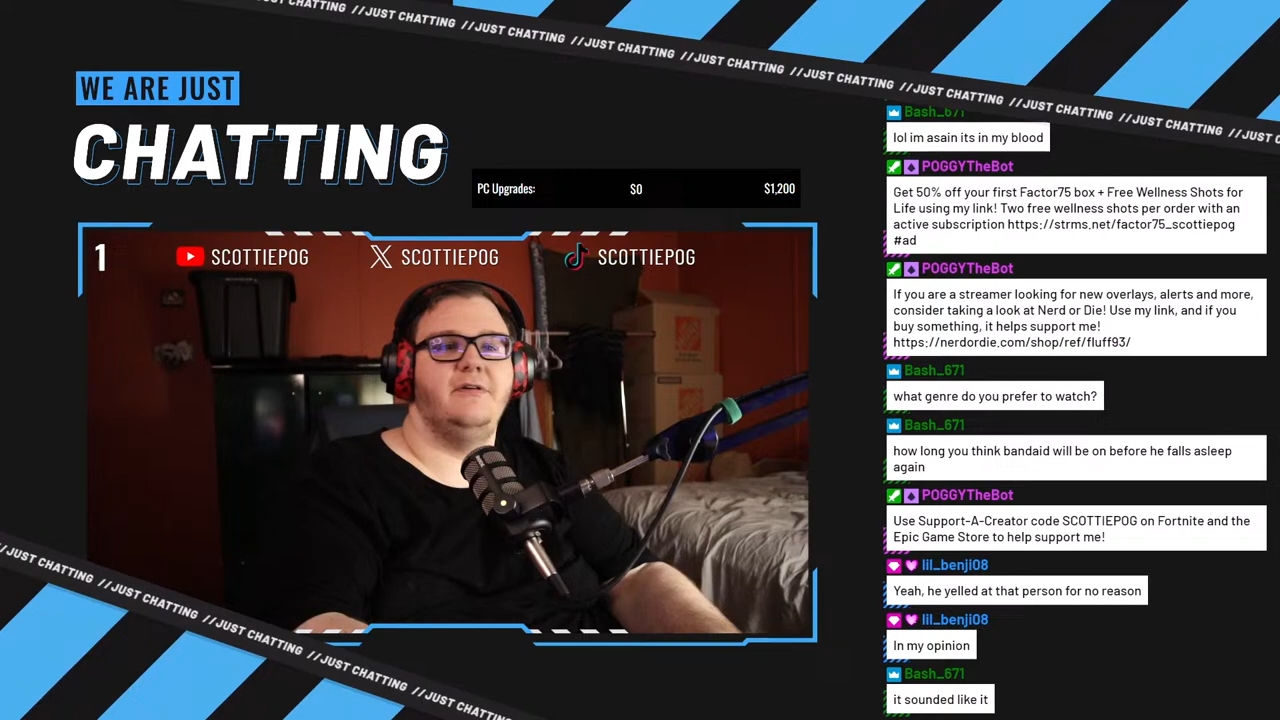 //JUST CHATTING //JUST CHATTING //JUST CHATTING //JUST CHATTING //JUST CHATTING //JUST CHATTING //JUST CHATTING //JUST CHATTING
WE ARE JUST
CHATTING
PC Upgrades: $0 $1,200
1 SCOTTIEPOG SCOTTIEPOG SCOTTIEPOG
Bash_671
lol im asain its in my blood
POGGYTheBot
Get 50% off your first Factor75 box + Free Wellness Shots for
Life using my link! Two free wellness shots per order with an
active subscription https://strms.net/factor75_scottiepog
#ad
POGGYTheBot
If you are a streamer looking for new overlays, alerts and more,
consider taking a look at Nerd or Die! Use my link, and if you
buy something, it helps support me!
https://nerdordie.com/shop/ref/fluff93/
Bash_671
what genre do you prefer to watch?
Bash_671
how long you think bandaid will be on before he falls asleep
again
POGGYTheBot
Use Support-A-Creator code SCOTTIEPOG on Fortnite and the
Epic Game Store to help support me!
lil_benji08
Yeah, he yelled at that person for no reason
lil_benji08
In my opinion
Bash_671
it sounded like it
//JUST CHATTING //JUST CHATTING //JUST CHATTING //JUST CHATTING //JUST